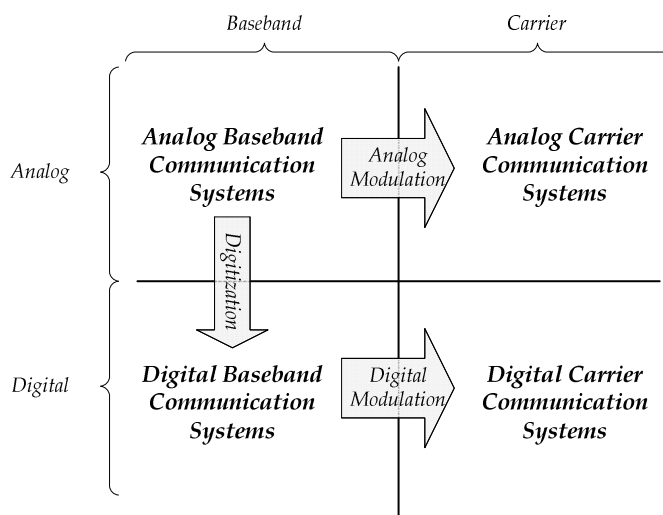 Baseband
Carrier
Analog
Analog Baseband
Communication
Systems
Analog
Modulation
Analog Carrier
Communication
Systems
Digitization
Digital
Digital Baseband
Communication
Systems
Digital
Modulation
Digital Carrier
Communication
Systems